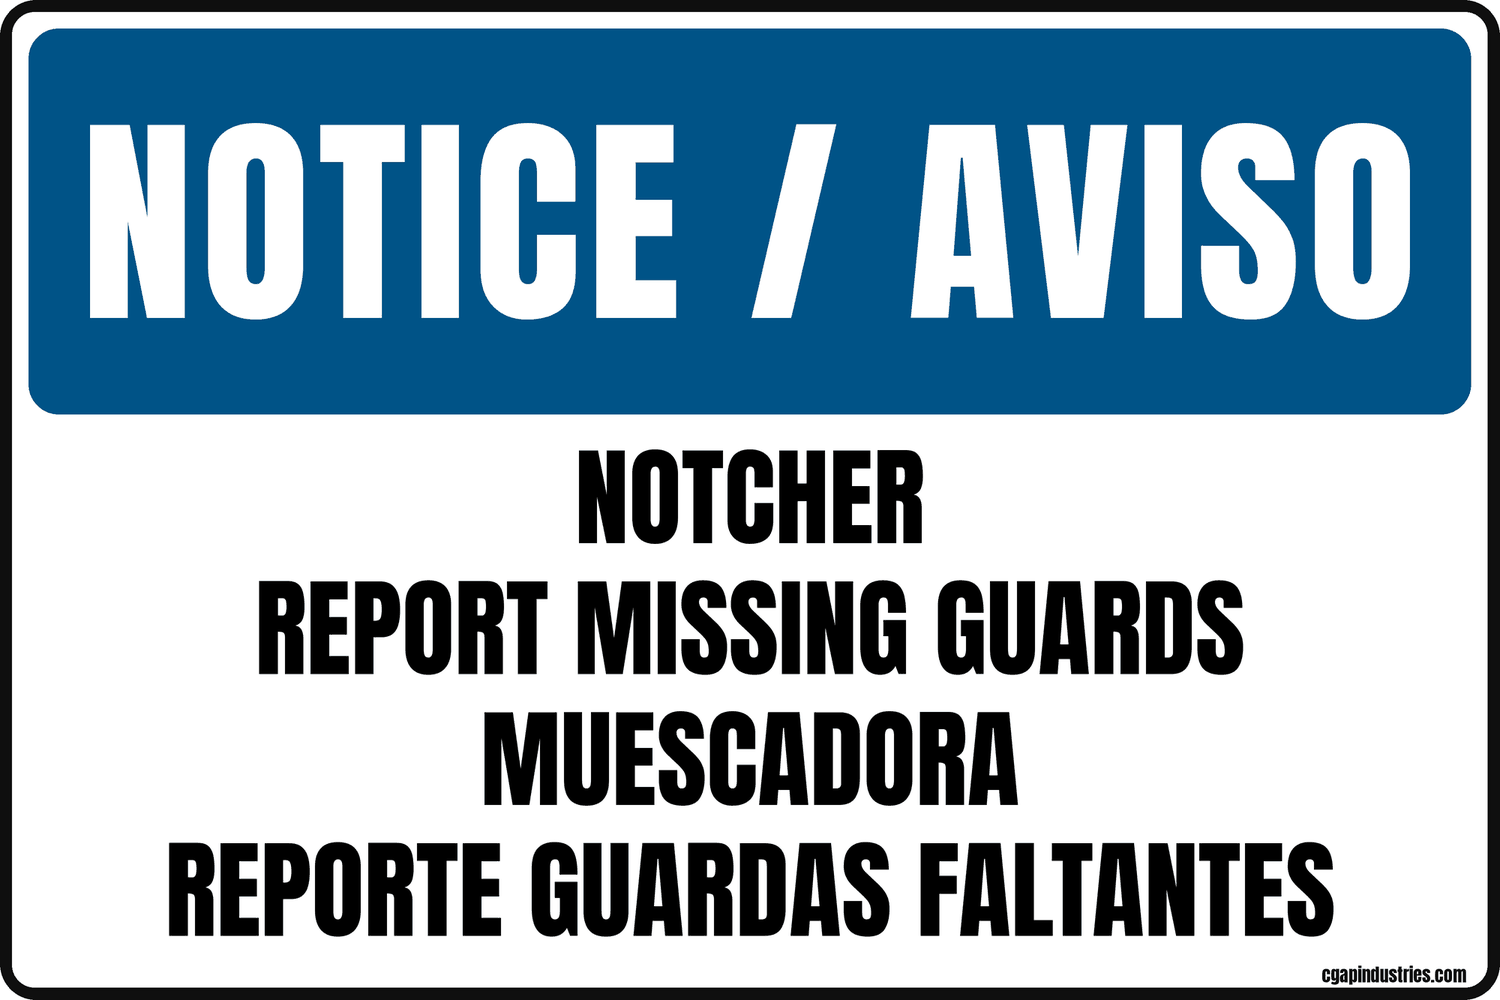 NOTICE / AVISO
NOTCHER
REPORT MISSING GUARDS
MUESCADORA
REPORTE GUARDAS FALTANTES
cgapindustries.com